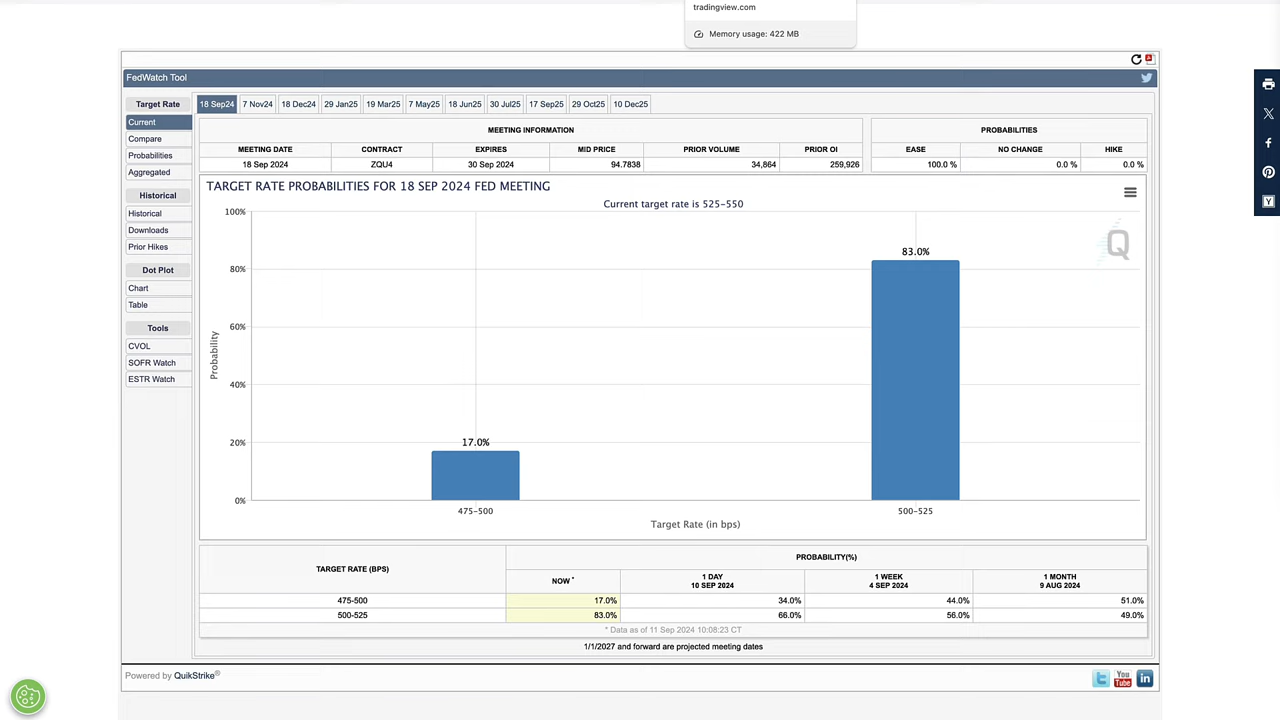 tradingview.com
Memory usage: 422 MB
FedWatch Tool
Target Rate
Current
Compare
Probabilities
Aggregated
Historical
Historical
Downloads
Prior Hikes
Dot Plot
Chart
Table
Tools
CVOL
SOFR Watch
ESTR Watch
18 Sep24 7 Nov24 18 Dec24 29 Jan25 19 Mar25 7 May25 18 Jun25 30 Jul25 17 Sep25 29 Oct25 10 Dec25
MEETING INFORMATION
MEETING DATE CONTRACT EXPIRES MID PRICE PRIOR VOLUME PRIOR OI
18 Sep 2024 ZQU4 30 Sep 2024 94.7838 34,864 259,926
PROBABILITIES
EASE NO CHANGE HIKE
100.0 % 0.0 % 0.0 %
TARGET RATE PROBABILITIES FOR 18 SEP 2024 FED MEETING
Current target rate is 525-550
Q
Probability
100%
80%
60%
40%
20%
0%
17.0%
83.0%
475-500 500-525
Target Rate (in bps)
TARGET RATE (BPS) PROBABILITY(%)
NOW * 1 DAY 1 WEEK 1 MONTH
10 SEP 2024 4 SEP 2024 9 AUG 2024
475-500 17.0% 34.0% 44.0% 51.0%
500-525 83.0% 66.0% 56.0% 49.0%
* Data as of 11 Sep 2024 10:08:23 CT
1/1/2027 and forward are projected meeting dates
Powered by QuikStrike®
You
Tube
in